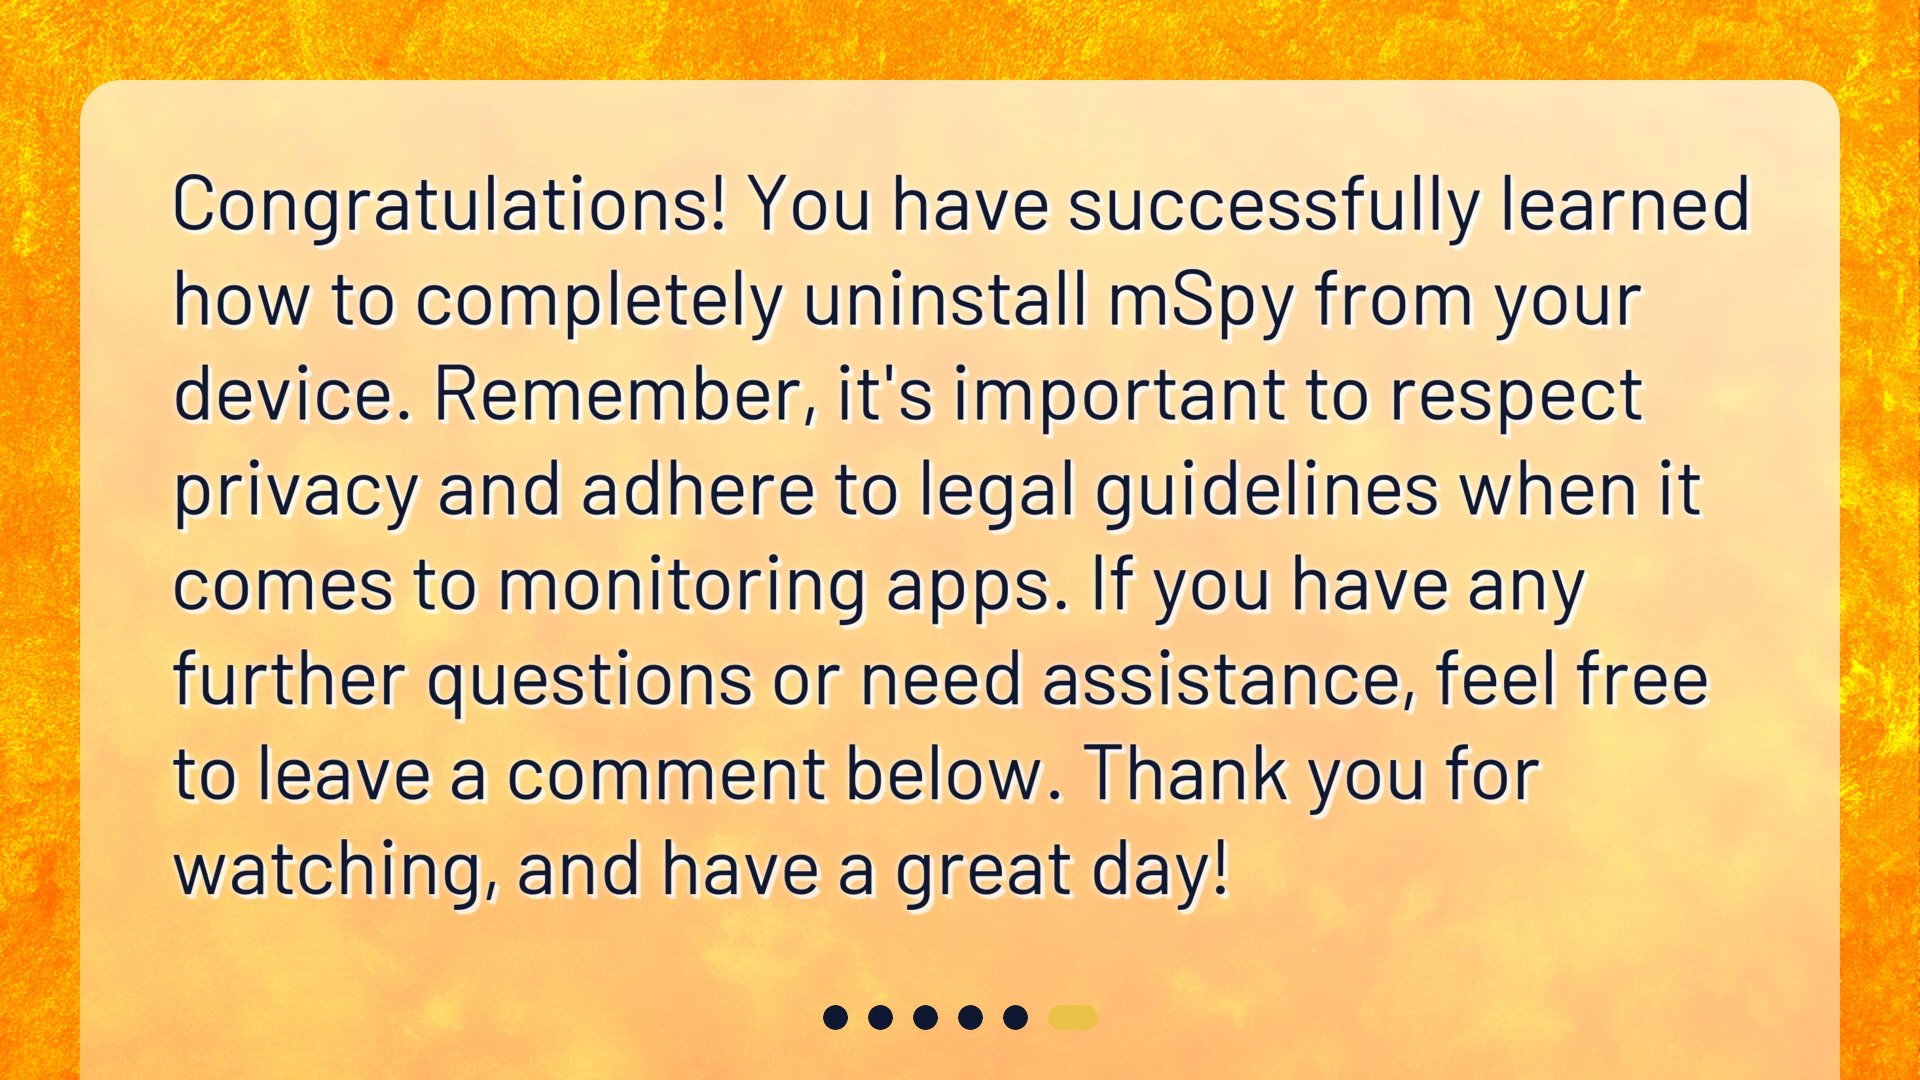 Congratulations! You have successfully learned
how to completely uninstall mSpy from your
device. Remember, it's important to respect
privacy and adhere to legal guidelines when it
comes to monitoring apps. If you have any
further questions or need assistance, feel free
to leave a comment below. Thank you for
watching, and have a great day!